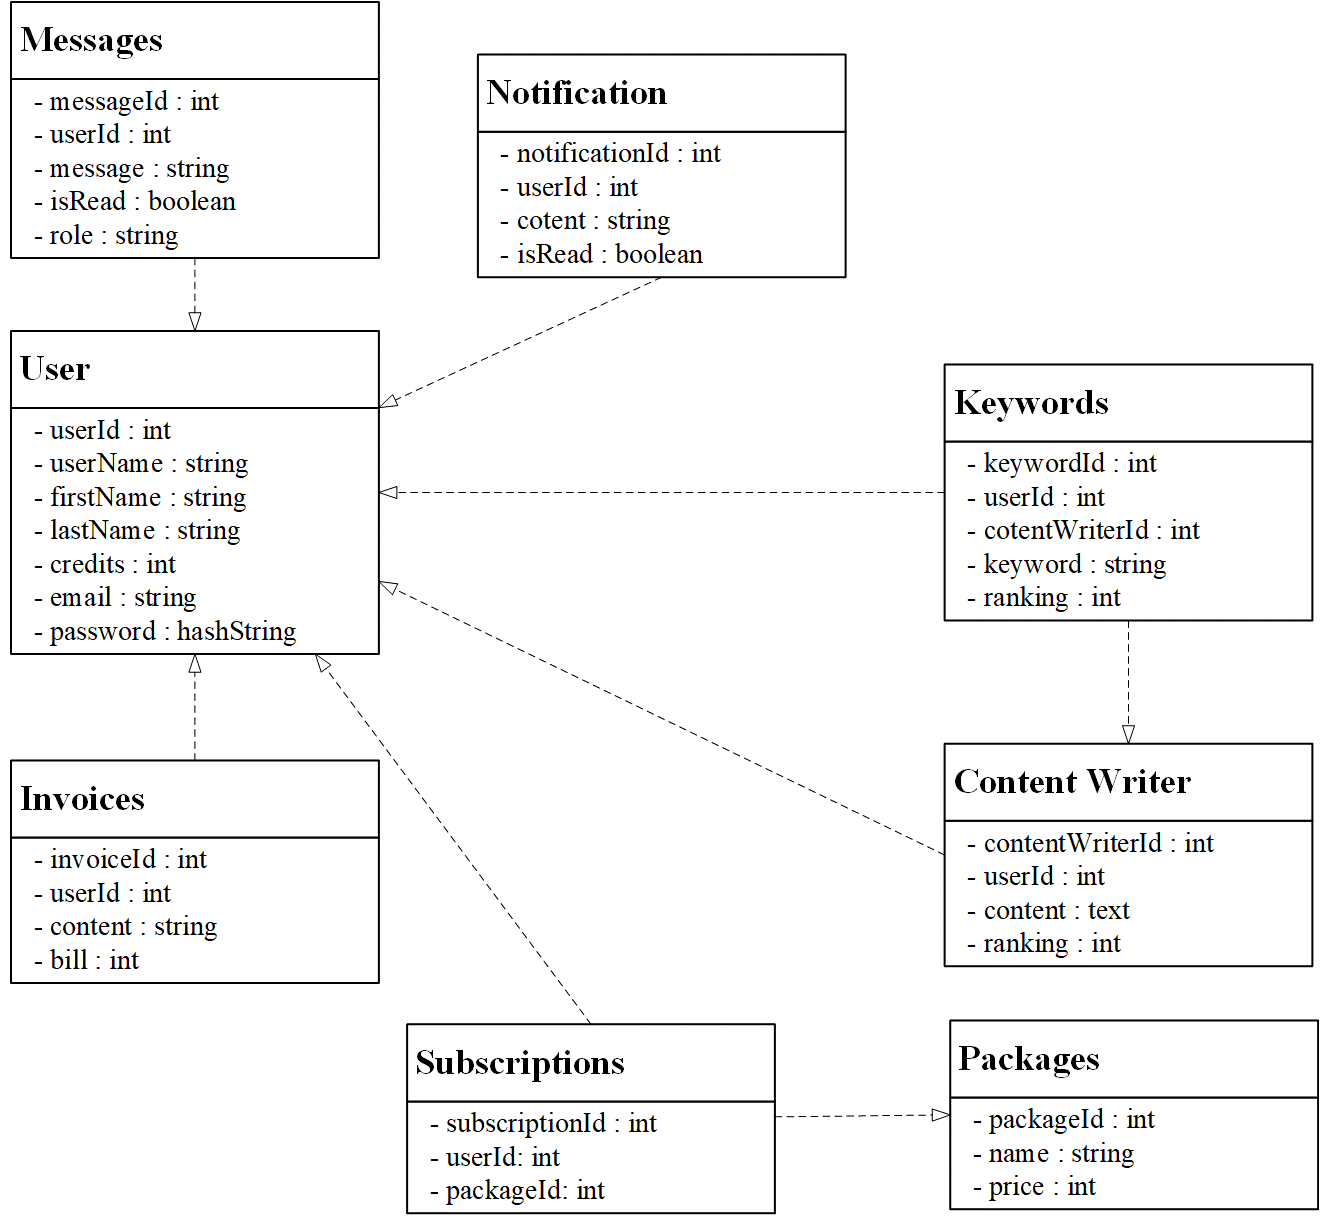 Messages
- messageId : int
- userId : int
- message : string
- isRead : boolean
- role : string
Notification
- notificationId : int
- userId : int
- cotent : string
- isRead : boolean
User
- userId : int
- userName : string
- firstName : string
- lastName : string
- credits : int
- email : string
- password : hashString
Keywords
- keywordId : int
- userId : int
- cotentWriterId : int
- keyword : string
- ranking : int
Invoices
- invoiceId : int
- userId : int
- content : string
- bill : int
Content Writer
- contentWriterId : int
- userId : int
- content : text
- ranking : int
Subscriptions
- subscriptionId : int
- userId: int
- packageId: int
Packages
- packageId : int
- name : string
- price : int